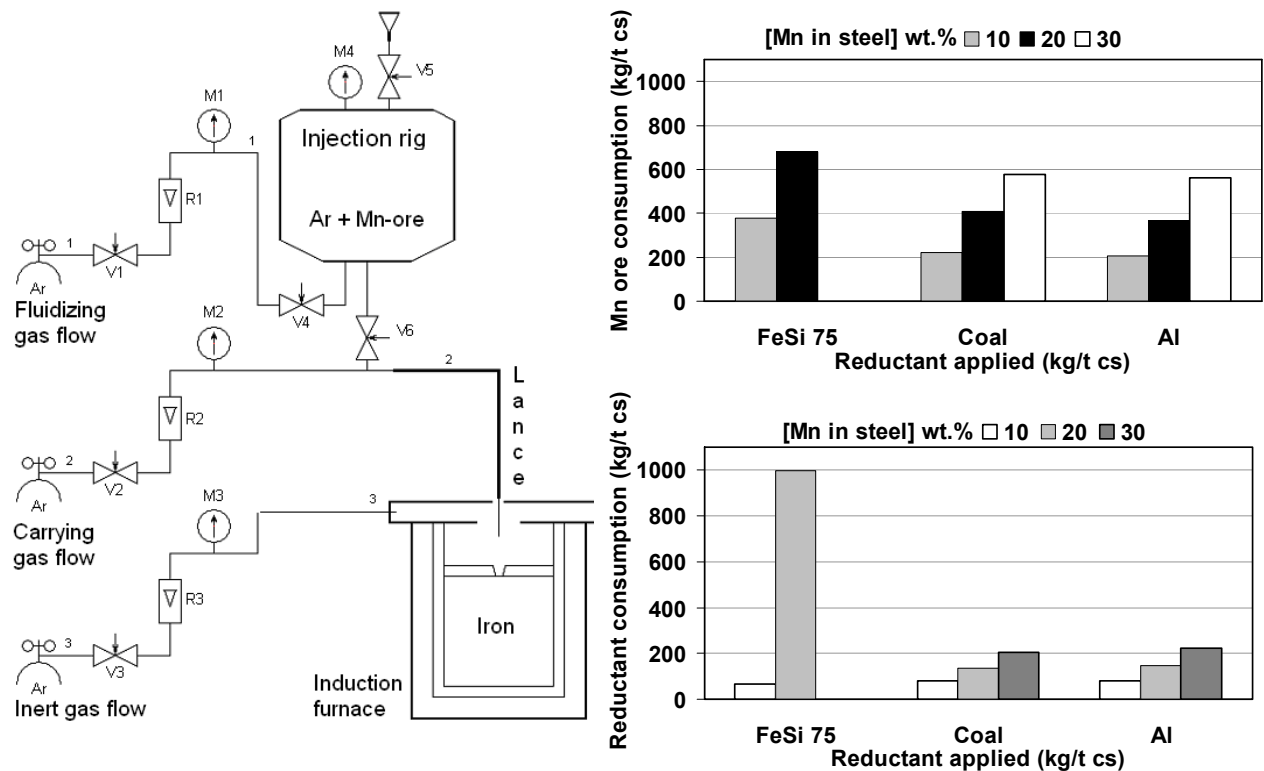 M4
V5
M1
1
Injection rig
R1
Ar + Mn-ore
1
V1
Ar
Fluidizing
gas flow
V4
M2
V6
2
Lance
R2
2
V2
Ar
Carrying
gas flow
M3
3
R3
3
V3
Ar
Inert gas flow
Iron
Induction
furnace
[Mn in steel] wt.% 10 20 30
Mn ore consumption (kg/t cs)
1000
800
600
400
200
0
FeSi 75 Coal Al
Reductant applied (kg/t cs)
[Mn in steel] wt.% 10 20 30
Reductant consumption (kg/t cs)
1000
800
600
400
200
0
FeSi 75 Coal Al
Reductant applied (kg/t cs)